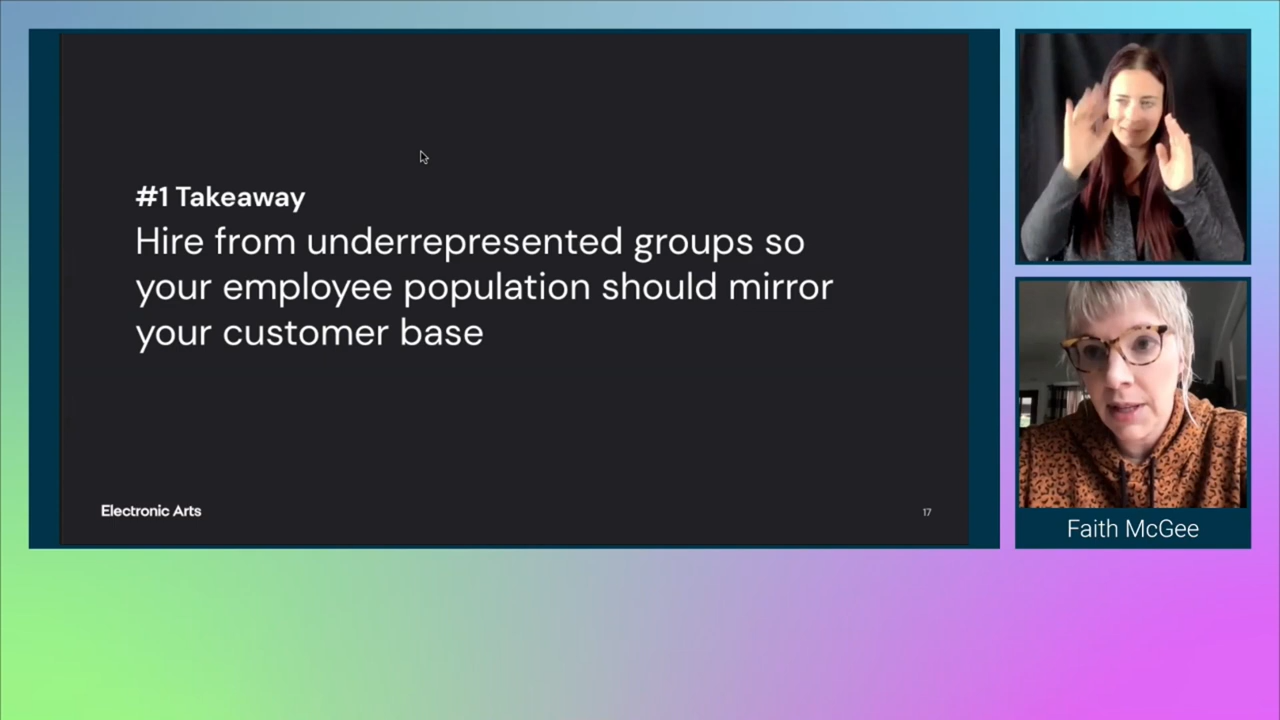 #1 Takeaway
Hire from underrepresented groups so
your employee population should mirror
your customer base
Electronic Arts
17
Faith McGee